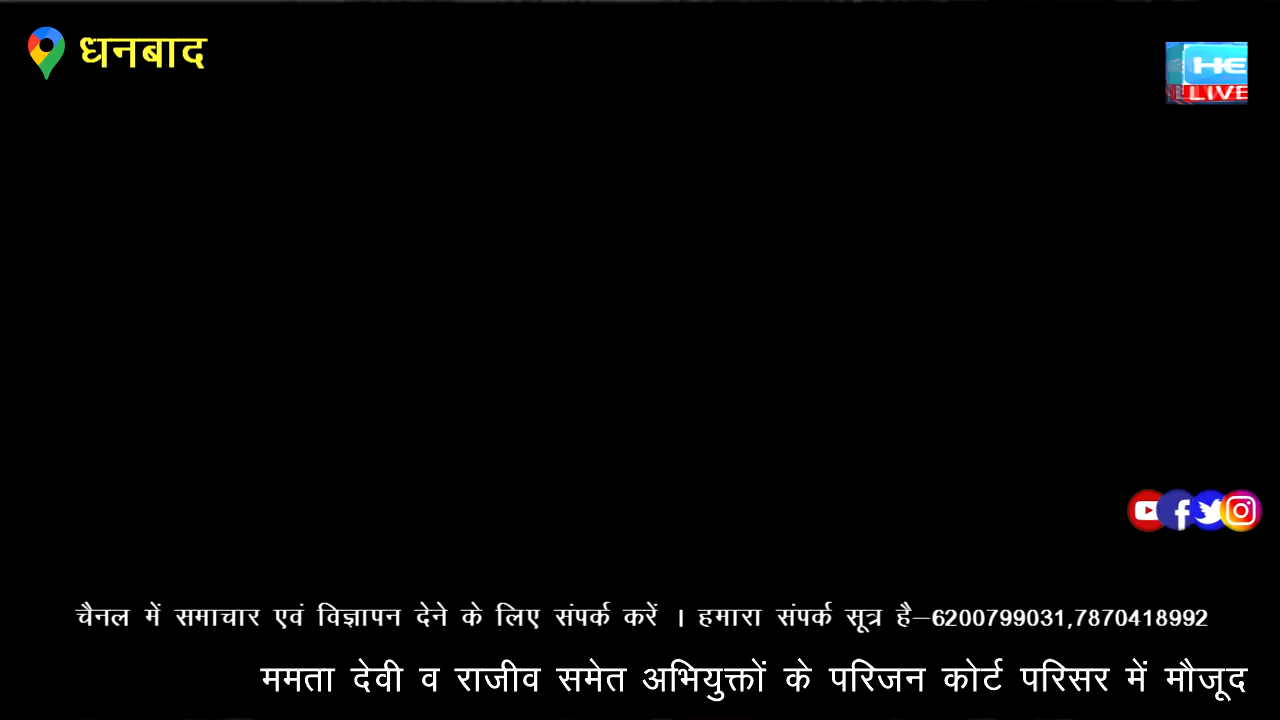 धनबाद
HE
LIVE
चैनल में समाचार एवं विज्ञापन देने के लिए संपर्क करें । हमारा संपर्क सूत्र है–6200799031,7870418992
ममता देवी व राजीव समेत अभियुक्तों के परिजन कोर्ट परिसर में मौजूद